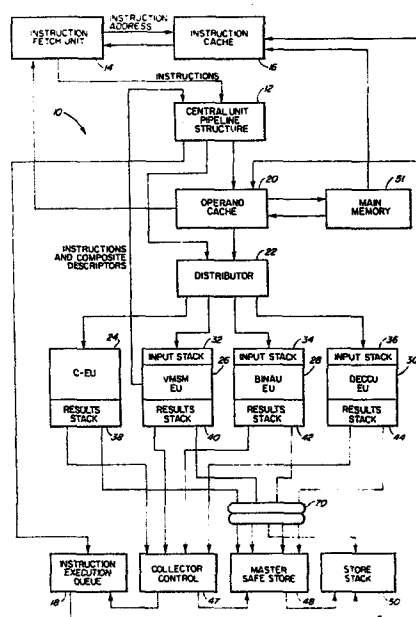 INSTRUCTION
ADDRESS
INSTRUCTION
FETCH UNIT
INSTRUCTION
CACHE
14
16
INSTRUCTIONS
12
CENTRAL UNIT
PIPELINE
STRUCTURE
10
20
51
OPERAND
CACHE
MAIN
MEMORY
INSTRUCTIONS
AND COMPOSITE
DESCRIPTORS
22
DISTRIBUTOR
24
32
34
36
C-EU
INPUT STACK
26
VMSM
EU
INPUT STACK
28
BINAU
EU
INPUT STACK
30
DECCU
EU
RESULTS
STACK
RESULTS
STACK
RESULTS
STACK
RESULTS
STACK
38
40
42
44
70
INSTRUCTION
EXECUTION
QUEUE
COLLECTOR
CONTROL
MASTER
SAFE STORE
STORE
STACK
18
47
48
50